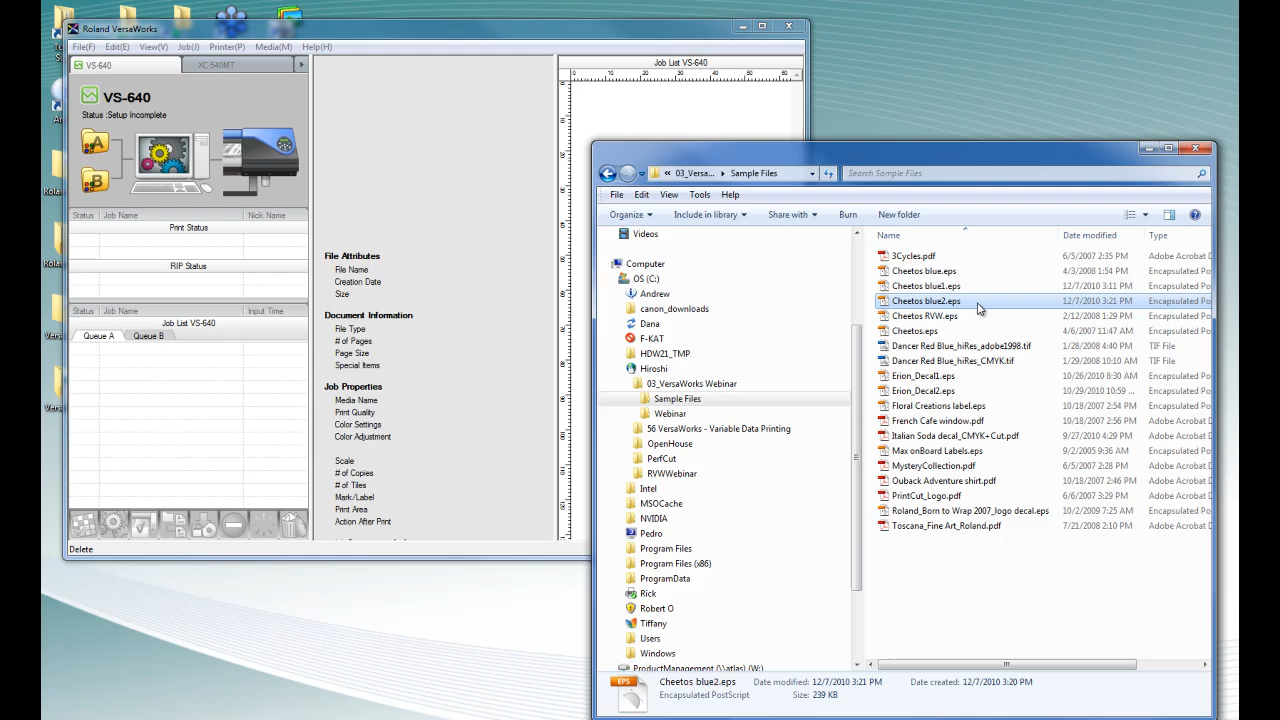 Roland VersaWorks
File(F) Edit(E) View(V) Job(J) Printer(P) Media(M) Help(H)
VS-640 XC-540MT
VS-640
Status :Setup Incomplete
A
B
Status Job Name Nick Name
Print Status
RIP Status
Status Job Name Input Time
Job List VS-640
Queue A Queue B
Delete
File Attributes
File Name
Creation Date
Size
Document Information
File Type
# of Pages
Page Size
Special Items
Job Properties
Media Name
Print Quality
Color Settings
Color Adjustment
Scale
# of Copies
# of Tiles
Mark/Label
Print Area
Action After Print
Job List VS-640
0 10 20 30 40 50 60
« 03_Versa... Sample Files Search Sample Files
File Edit View Tools Help
Organize Include in library Share with Burn New folder
Videos
Computer
OS (C:)
Andrew
canon_downloads
Dana
F-KAT
HDW21_TMP
Hiroshi
03_VersaWorks Webinar
Sample Files
Webinar
56 VersaWorks - Variable Data Printing
OpenHouse
PerfCut
RVWWebinar
Intel
MSOCache
NVIDIA
Pedro
Program Files
Program Files (x86)
ProgramData
Rick
Robert O
Tiffany
Users
Windows
ProductManagement (\\atlas) (W:)
Name Date modified Type
3Cycles.pdf 6/5/2007 2:35 PM Adobe Acrobat D
Cheetos blue.eps 4/3/2008 1:54 PM Encapsulated Po
Cheetos blue1.eps 12/7/2010 3:11 PM Encapsulated Po
Cheetos blue2.eps 12/7/2010 3:21 PM Encapsulated Po
Cheetos RVW.eps 2/12/2008 1:29 PM Encapsulated Po
Cheetos.eps 4/6/2007 11:47 AM Encapsulated Po
Dancer Red Blue_hiRes_adobe1998.tif 1/28/2008 4:40 PM TIF File
Dancer Red Blue_hiRes_CMYK.tif 1/29/2008 10:10 AM TIF File
Erion_Decal1.eps 10/26/2010 8:30 AM Encapsulated Po
Erion_Decal2.eps 10/29/2010 10:59 ... Encapsulated Po
Floral Creations label.eps 10/18/2007 2:54 PM Encapsulated Po
French Cafe window.pdf 10/18/2007 2:56 PM Adobe Acrobat D
Italian Soda decal_CMYK+Cut.pdf 9/27/2010 4:29 PM Adobe Acrobat D
Max onBoard Labels.eps 9/2/2005 9:36 AM Encapsulated Po
MysteryCollection.pdf 6/5/2007 2:28 PM Adobe Acrobat D
Ouback Adventure shirt.pdf 10/18/2007 2:46 PM Adobe Acrobat D
PrintCut_Logo.pdf 6/6/2007 3:29 PM Adobe Acrobat D
Roland_Born to Wrap 2007_logo decal.eps 10/2/2009 7:25 AM Encapsulated Po
Toscana_Fine Art_Roland.pdf 7/21/2008 2:10 PM Adobe Acrobat D
EPS
Cheetos blue2.eps Date modified: 12/7/2010 3:21 PM Date created: 12/7/2010 3:20 PM
Encapsulated PostScript Size: 239 KB